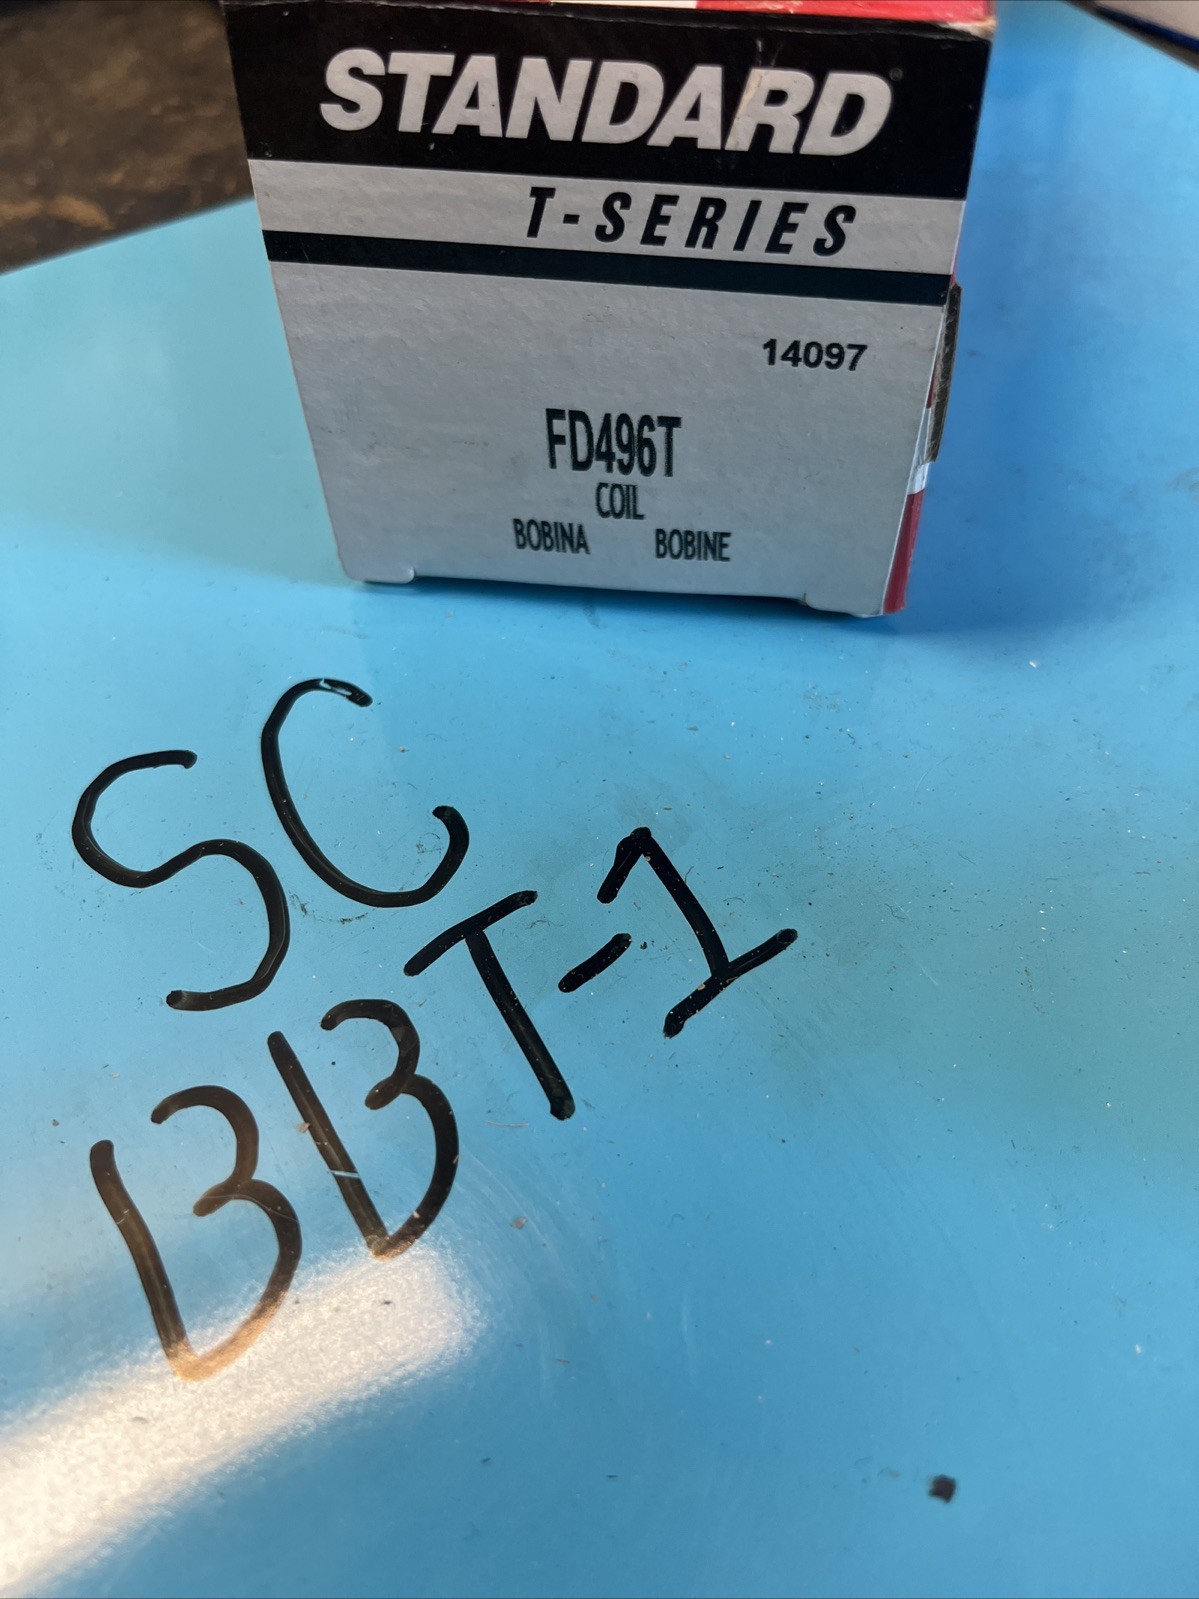 STANDARD®
T-SERIES
14097
FD496T
COIL
BOBINA BOBINE
SC
BBT-1